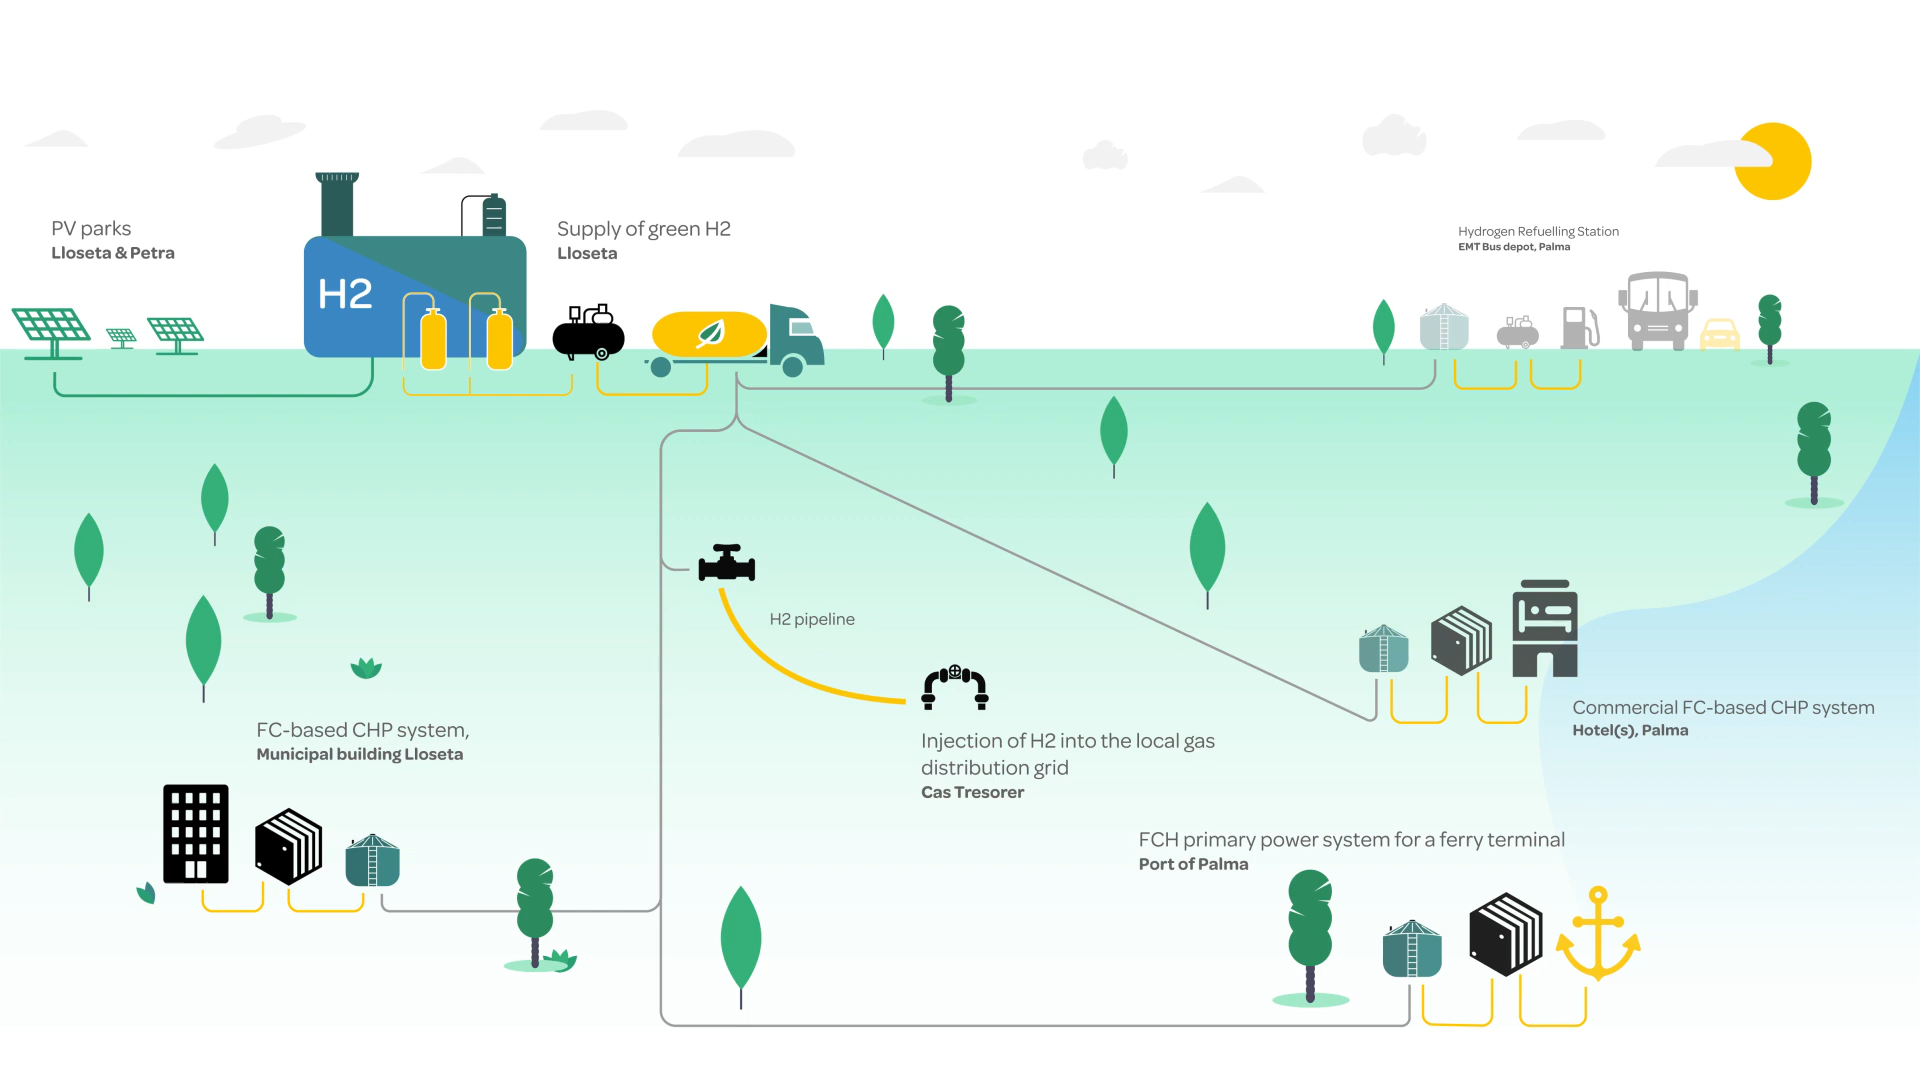 PV parks
Lloseta & Petra
H2
Supply of green H2
Lloseta
Hydrogen Refuelling Station
EMT Bus depot, Palma
H2 pipeline
Injection of H2 into the local gas
distribution grid
Cas Tresorer
Commercial FC-based CHP system
Hotel(s), Palma
FC-based CHP system,
Municipal building Lloseta
FCH primary power system for a ferry terminal
Port of Palma